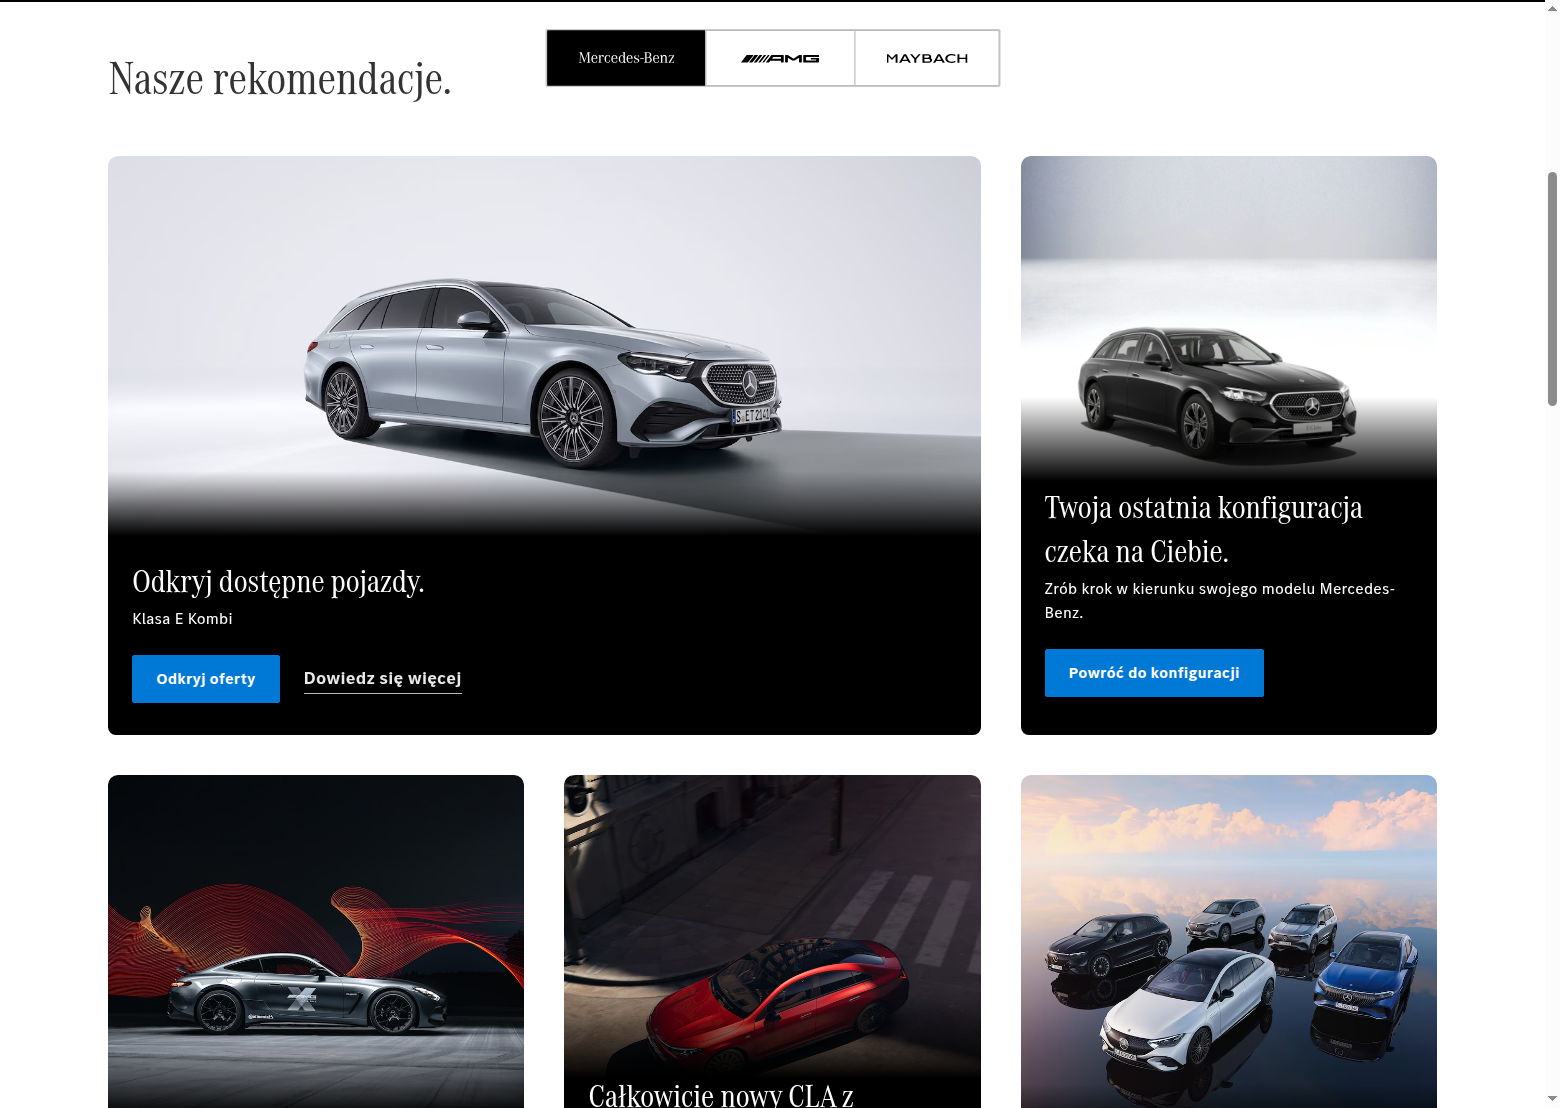 Nasze rekomendacje.
Mercedes-Benz
AMG
MAYBACH
S ET2141
Odkryj dostępne pojazdy.
Klasa E Kombi
Odkryj oferty
Dowiedz się więcej
Twoja ostatnia konfiguracja
czeka na Ciebie.
Zrób krok w kierunku swojego modelu Mercedes-
Benz.
Powróć do konfiguracji
Całkowicie nowy CLA z